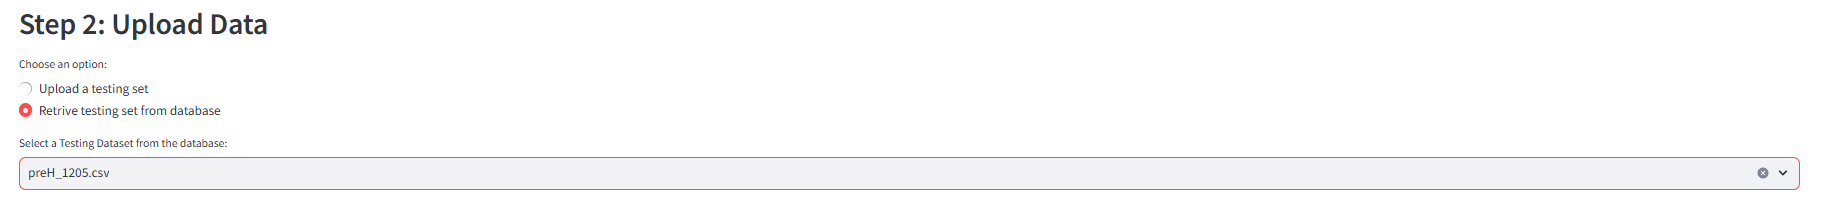 Step 2: Upload Data
Choose an option:
Upload a testing set
Retrive testing set from database
Select a Testing Dataset from the database:
preH_1205.csv